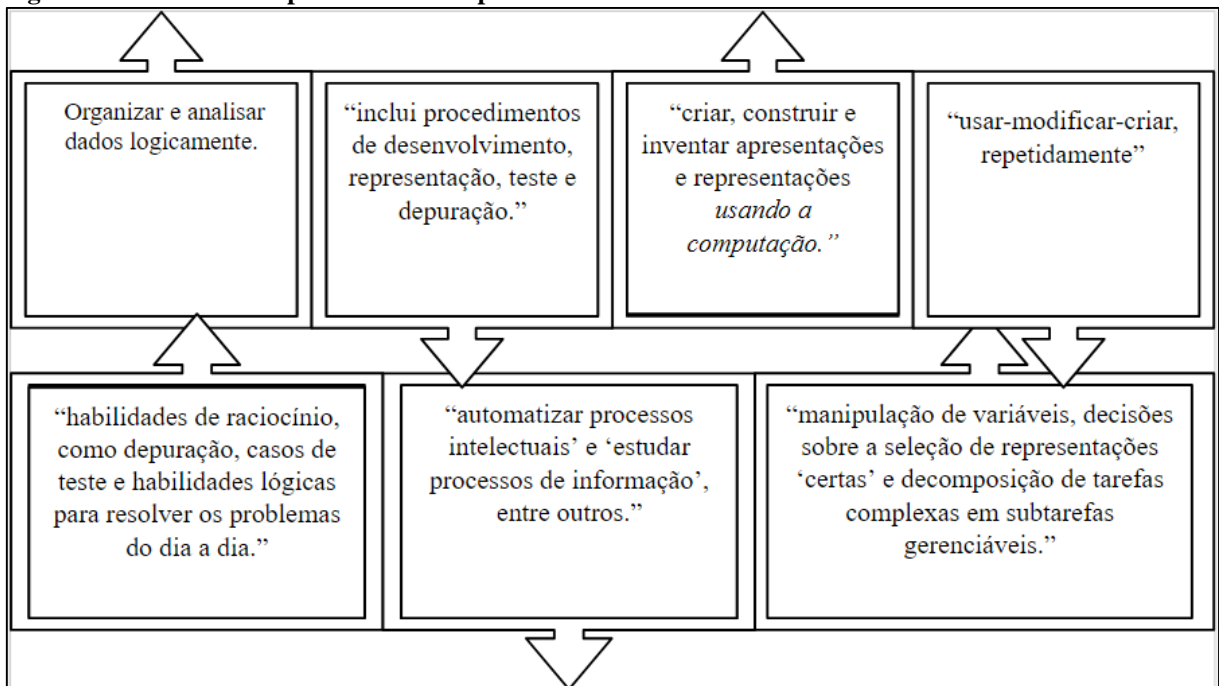 Organizar e analisar
dados logicamente.
“inclui procedimentos
de desenvolvimento,
representação, teste e
depuração.”
“criar, construir e
inventar apresentações
e representações
usando a
computação.”
“usar-modificar-criar,
repetidamente”
“habilidades de raciocínio,
como depuração, casos de
teste e habilidades lógicas
para resolver os problemas
do dia a dia.”
“automatizar processos
intelectuais’ e ‘estudar
processos de informação’,
entre outros.”
“manipulação de variáveis, decisões
sobre a seleção de representações
‘certas’ e decomposição de tarefas
complexas em subtarefas
gerenciáveis.”